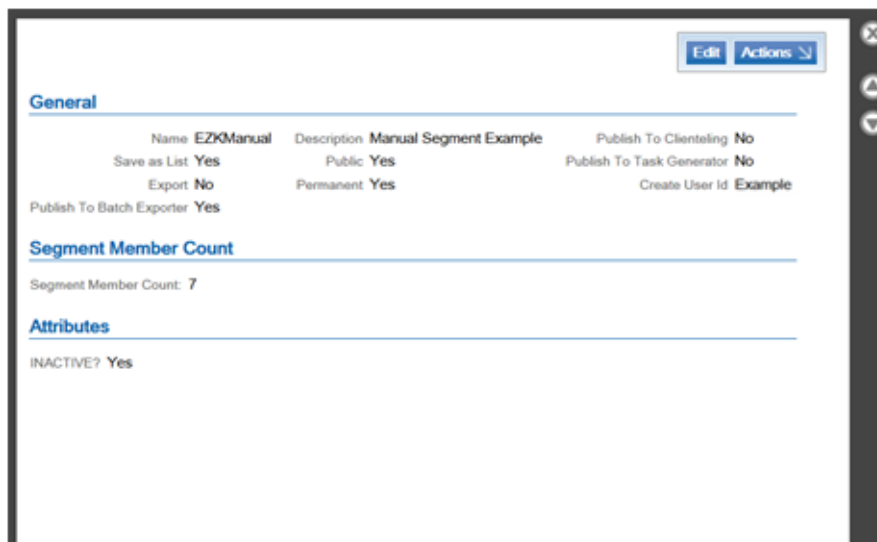 Edit Actions
General
Name EZKManual Description Manual Segment Example Publish To Clienteling No
Save as List Yes Public Yes Publish To Task Generator No
Export No Permanent Yes Create User Id Example
Publish To Batch Exporter Yes
Segment Member Count
Segment Member Count: 7
Attributes
INACTIVE? Yes